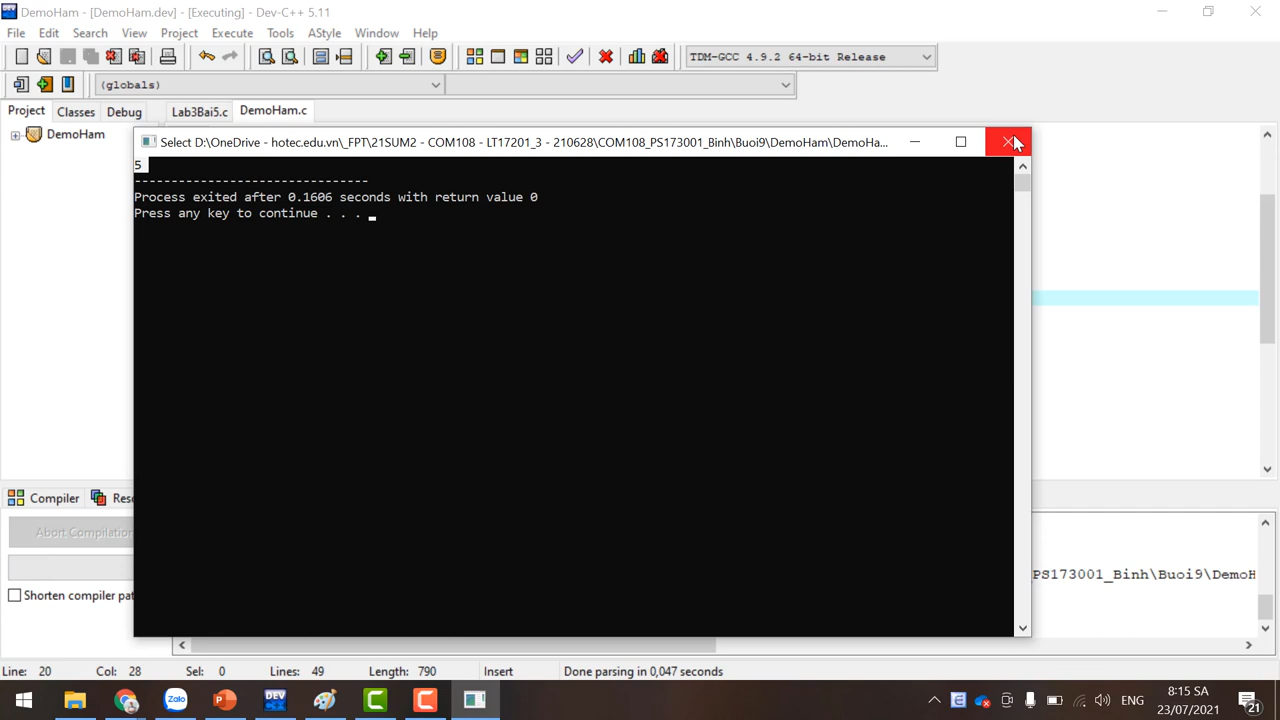 DemoHam - [DemoHam.dev] - [Executing] - Dev-C++ 5.11
File Edit Search View Project Execute Tools AStyle Window Help
TDM-GCC 4.9.2 64-bit Release
(globals)
Project Classes Debug Lab3Bai5.c DemoHam.c
DemoHam
Select D:\OneDrive - hotec.edu.vn\_FPT\21SUM2 - COM108 - LT17201_3 - 210628\COM108_PS173001_Binh\Buoi9\DemoHam\DemoHa...
5
--------------------------------
Process exited after 0.1606 seconds with return value 0
Press any key to continue . . .
Compiler
Abort Compilation
PS173001_Binh\Buoi9\DemoH
Shorten compiler pat
Line: 20 Col: 28 Sel: 0 Lines: 49 Length: 790 Insert Done parsing in 0,047 seconds
DEV
Zalo
ENG
8:15 SA
23/07/2021
21